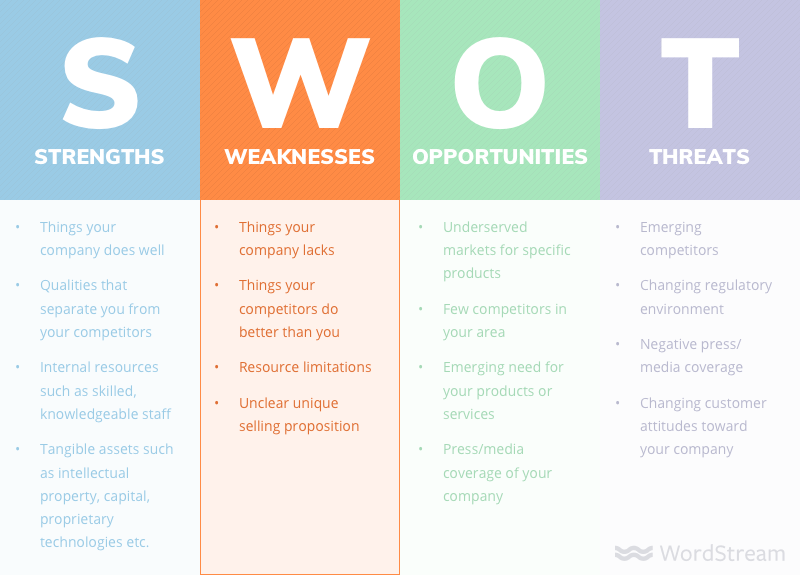 S
STRENGTHS
• Things your
company does well
• Qualities that
separate you from
your competitors
• Internal resources
such as skilled,
knowledgeable staff
• Tangible assets such
as intellectual
property, capital,
proprietary
technologies etc.
W
WEAKNESSES
• Things your
company lacks
• Things your
competitors do
better than you
• Resource limitations
• Unclear unique
selling proposition
O
OPPORTUNITIES
• Underserved
markets for specific
products
• Few competitors in
your area
• Emerging need for
your products or
services
• Press/media
coverage of your
company
T
THREATS
• Emerging
competitors
• Changing regulatory
environment
• Negative press/
media coverage
• Changing customer
attitudes toward
your company
WordStream